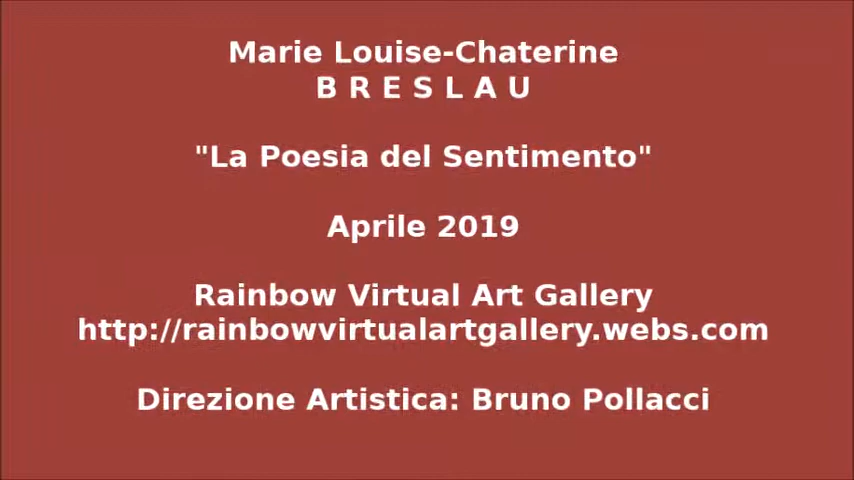 Marie Louise-Chaterine
B R E S L A U
"La Poesia del Sentimento"
Aprile 2019
Rainbow Virtual Art Gallery
http://rainbowvirtualartgallery.webs.com
Direzione Artistica: Bruno Pollacci